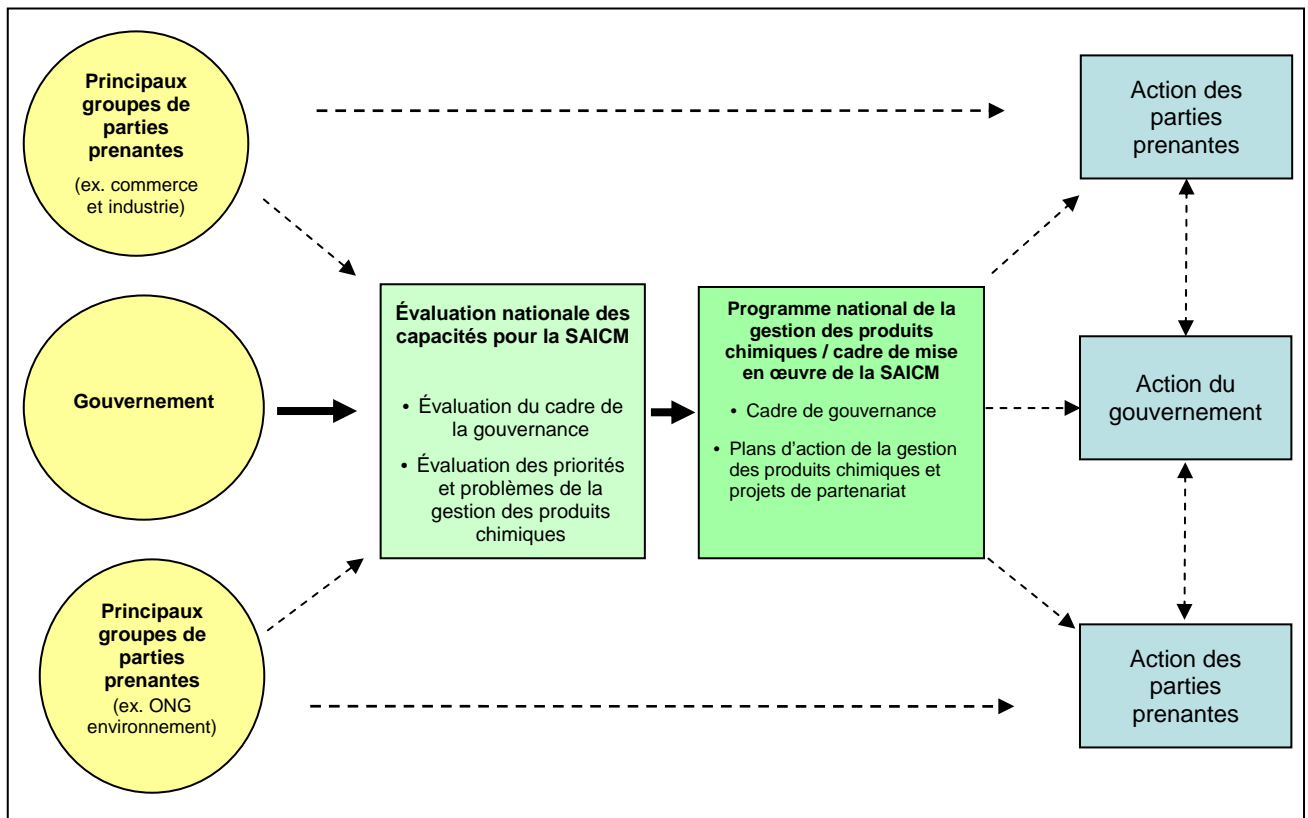 Principaux
groupes de
parties
prenantes
(ex. commerce
et industrie)
Gouvernement
Principaux
groupes de
parties
prenantes
(ex. ONG
environnement)
Évaluation nationale des
capacités pour la SAICM
• Évaluation du cadre de
la gouvernance
• Évaluation des priorités
et problèmes de la
gestion des produits
chimiques
Programme national de la
gestion des produits
chimiques / cadre de mise
en œuvre de la SAICM
• Cadre de gouvernance
• Plans d’action de la gestion
des produits chimiques et
projets de partenariat
Action des
parties
prenantes
Action du
gouvernement
Action des
parties
prenantes